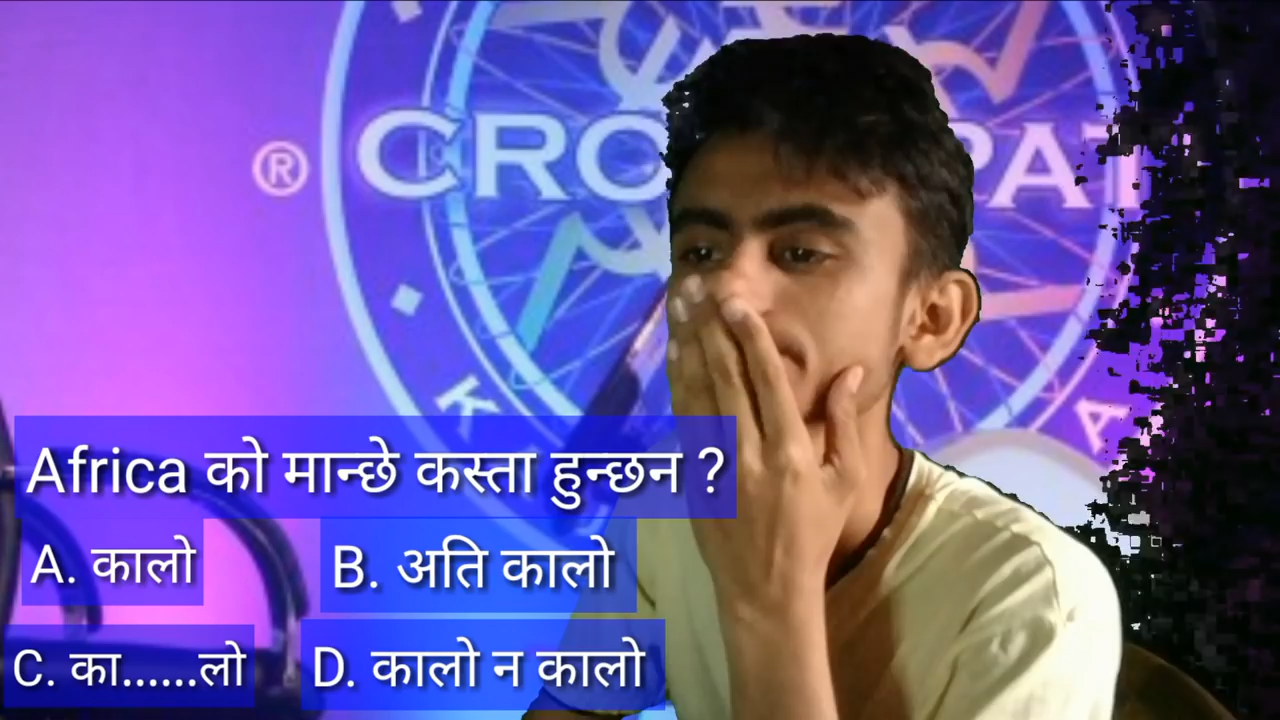 ®
CRO
PAT
K
A
Africa को मान्छे कस्ता हुन्छन ?
A. कालो
B. अति कालो
C. का......लो
D. कालो न कालो